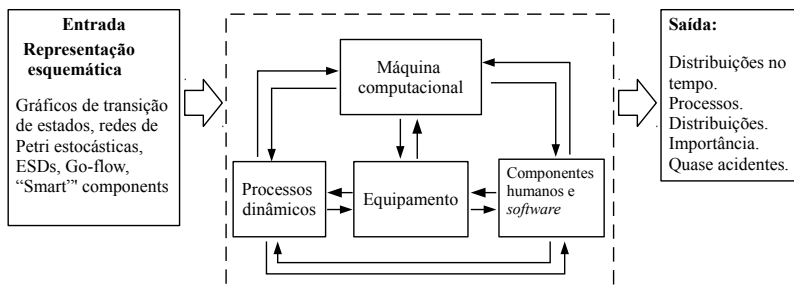 Entrada
Representação
esquemática
Gráficos de transição
de estados, redes de
Petri estocásticas,
ESDs, Go-flow,
“Smart”” components
Máquina
computacional
Processos
dinâmicos
Equipamento
Componentes
humanos e
software
Saída:
Distribuições no
tempo.
Processos.
Distribuições.
Importância.
Quase acidentes.